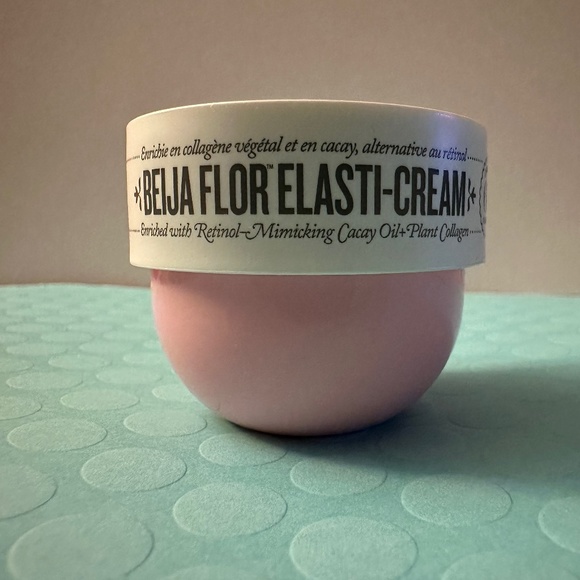 Enrichie en collagène végétal et en cacay, alternative au rétinol
BEIJA FLOR™ ELASTI-CREAM
Enriched with Retinol-Mimicking Cacay Oil+Plant Collagen